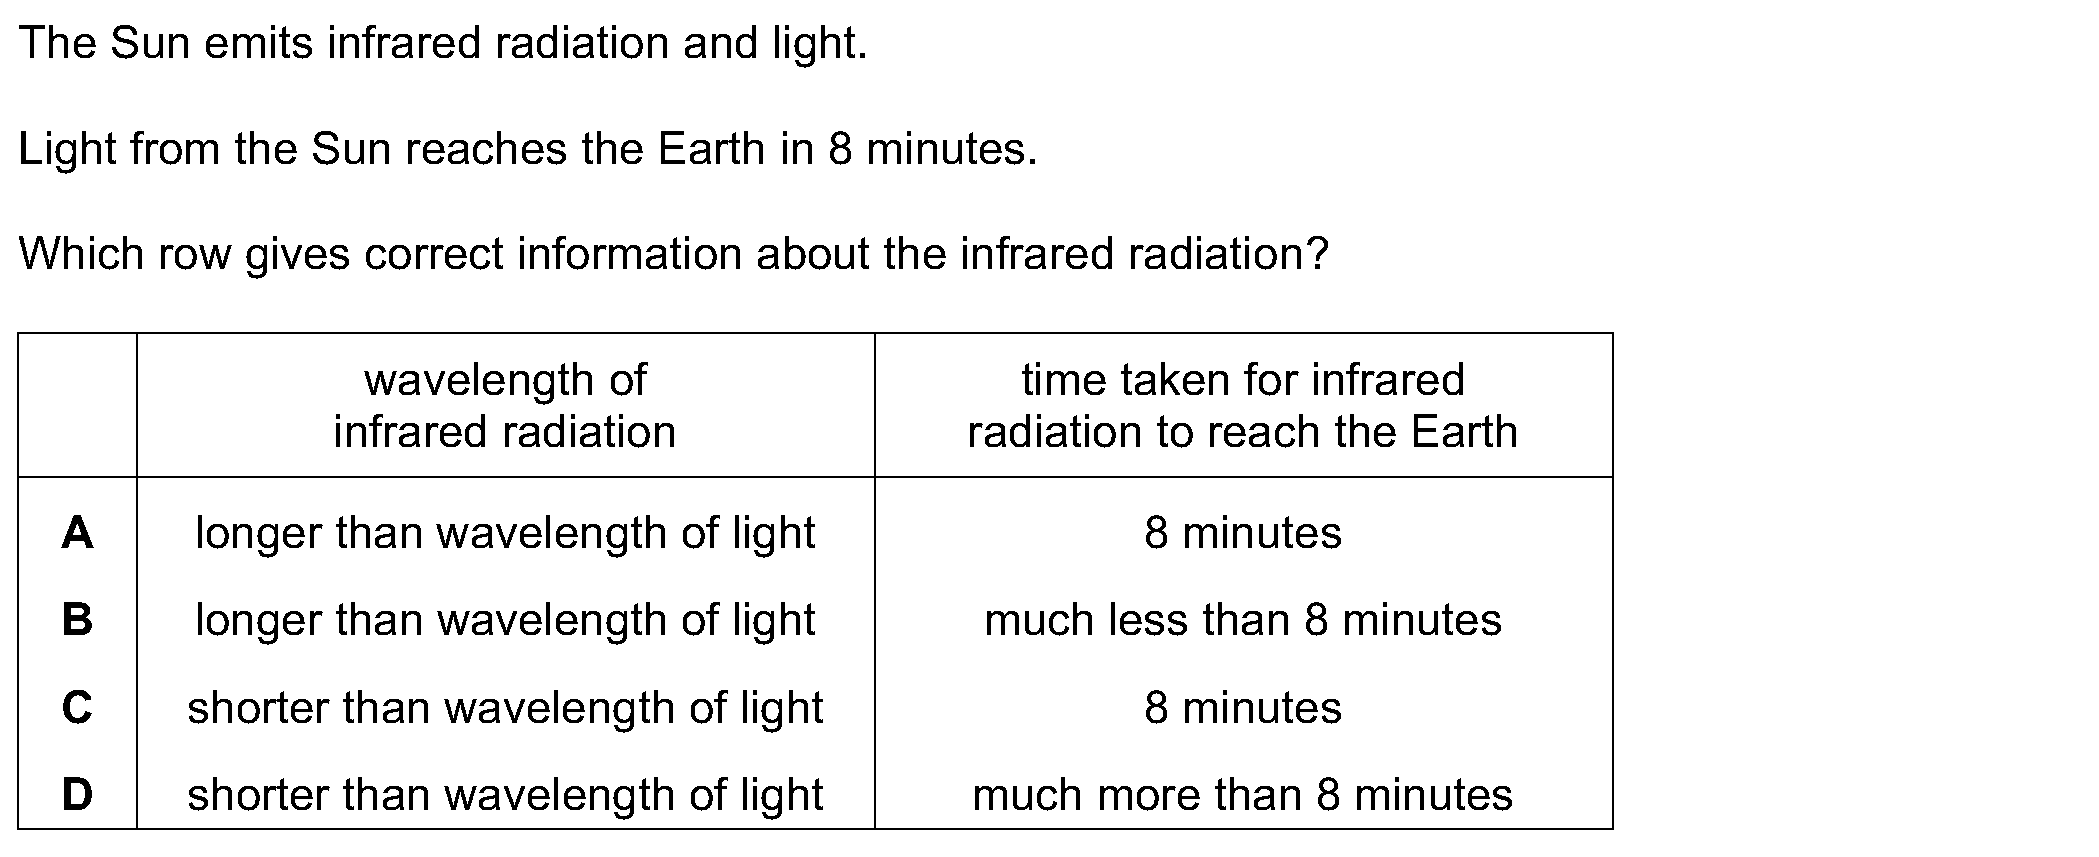 The Sun emits infrared radiation and light.
Light from the Sun reaches the Earth in 8 minutes.
Which row gives correct information about the infrared radiation?
wavelength of
infrared radiation
time taken for infrared
radiation to reach the Earth
A longer than wavelength of light 8 minutes
B longer than wavelength of light much less than 8 minutes
C shorter than wavelength of light 8 minutes
D shorter than wavelength of light much more than 8 minutes